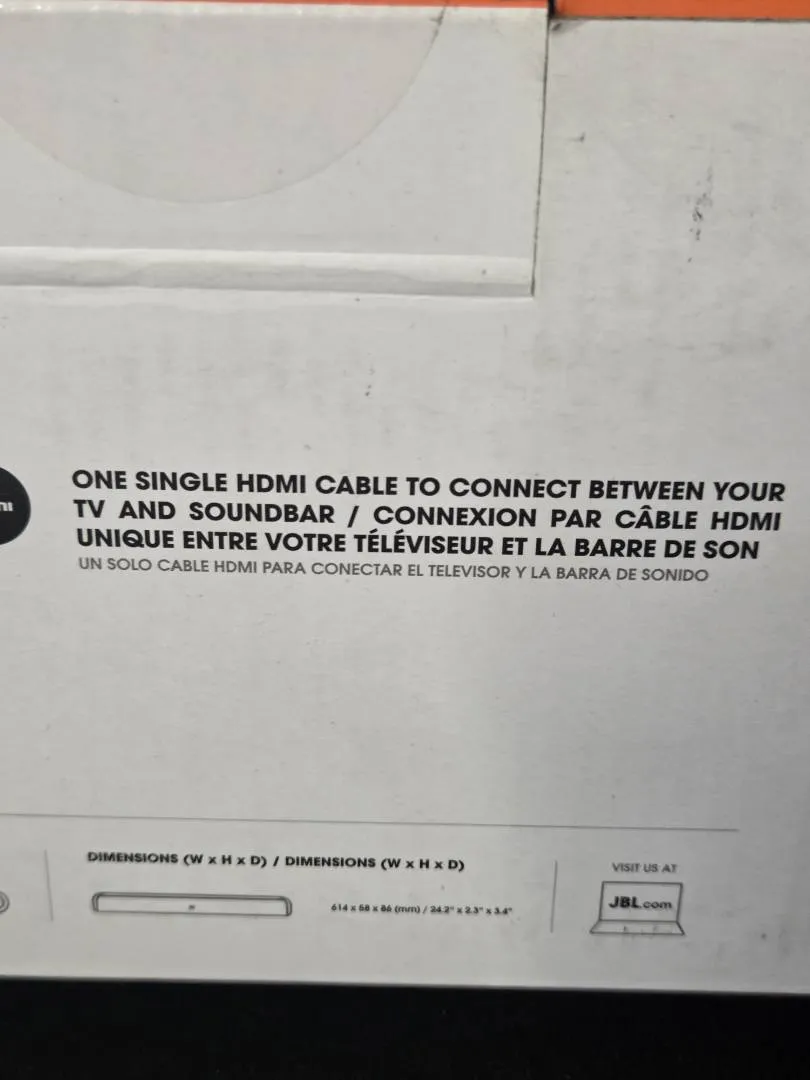 ONE SINGLE HDMI CABLE TO CONNECT BETWEEN YOUR
TV AND SOUNDBAR / CONNEXION PAR CÂBLE HDMI
UNIQUE ENTRE VOTRE TÉLÉVISEUR ET LA BARRE DE SON
UN SOLO CABLE HDMI PARA CONECTAR EL TELEVISOR Y LA BARRA DE SONIDO
DIMENSIONS (W x H x D) / DIMENSIONS (W x H x D)
614 x 58 x 86 (mm) / 24.2" x 2.3" x 3.4"
VISIT US AT
JBL.com